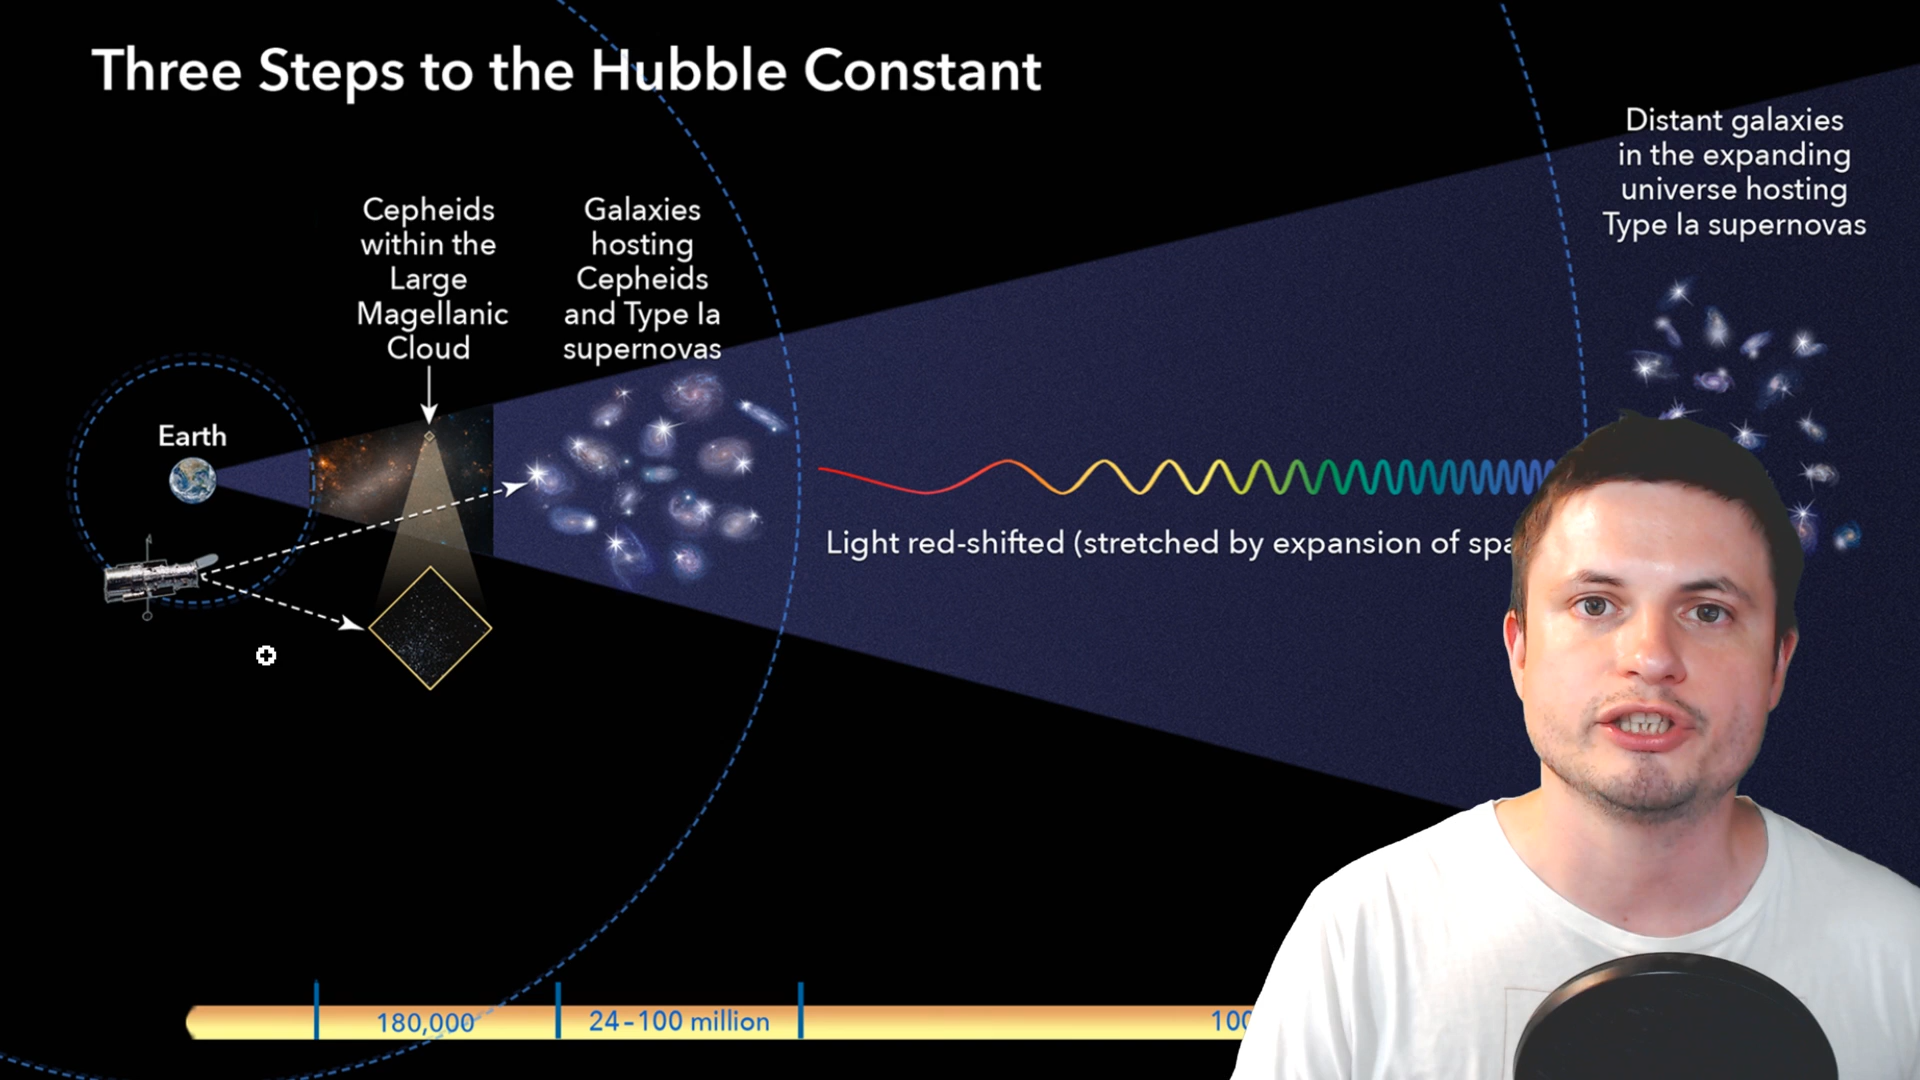 Three Steps to the Hubble Constant
Distant galaxies
in the expanding
universe hosting
Type Ia supernovas
Cepheids
within the
Large
Magellanic
Cloud
Galaxies
hosting
Cepheids
and Type Ia
supernovas
Earth
Light red-shifted (stretched by expansion of
180,000
24–100 million